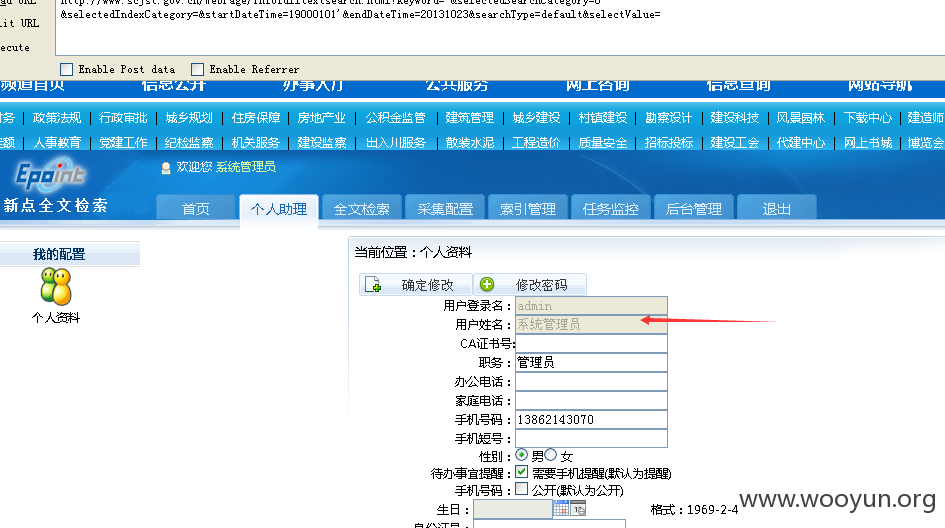 http://www.scjst.gov.cn/webpage/infofulltextsearch.html?keyword=
&selectedIndexCategory=&startDateTime=19000101'&endDateTime=20131023&searchType=default&selectValue=
URL
ecute
Enable Post data Enable Referrer
频道首页 信息公开 办事大厅 公共服务 网上咨询 信息查询 网站导航
政策法规 行政审批 城乡规划 住房保障 房地产业 公积金监管 建筑管理 城乡建设 村镇建设 勘察设计 建设科技 风景园林 下载中心 建造师
人事教育 党建工作 纪检监察 机关服务 建设监察 出入川服务 散装水泥 工程造价 质量安全 招标投标 建设工会 代建中心 网上书城 博览会
Epoint
欢迎您 系统管理员
新点全文检索
首页 个人助理 全文检索 采集配置 索引管理 任务监控 后台管理 退出
我的配置
个人资料
当前位置：个人资料
确定修改 修改密码
用户登录名：admin
用户姓名：系统管理员
CA证书号:
职务：管理员
办公电话：
家庭电话：
手机号码：13862143070
手机短号：
性别：男 女
待办事宜提醒：需要手机提醒(默认为提醒)
手机号码：公开(默认为公开)
生日： 格式：1969-2-4
身份证号：
www.wooyun.org